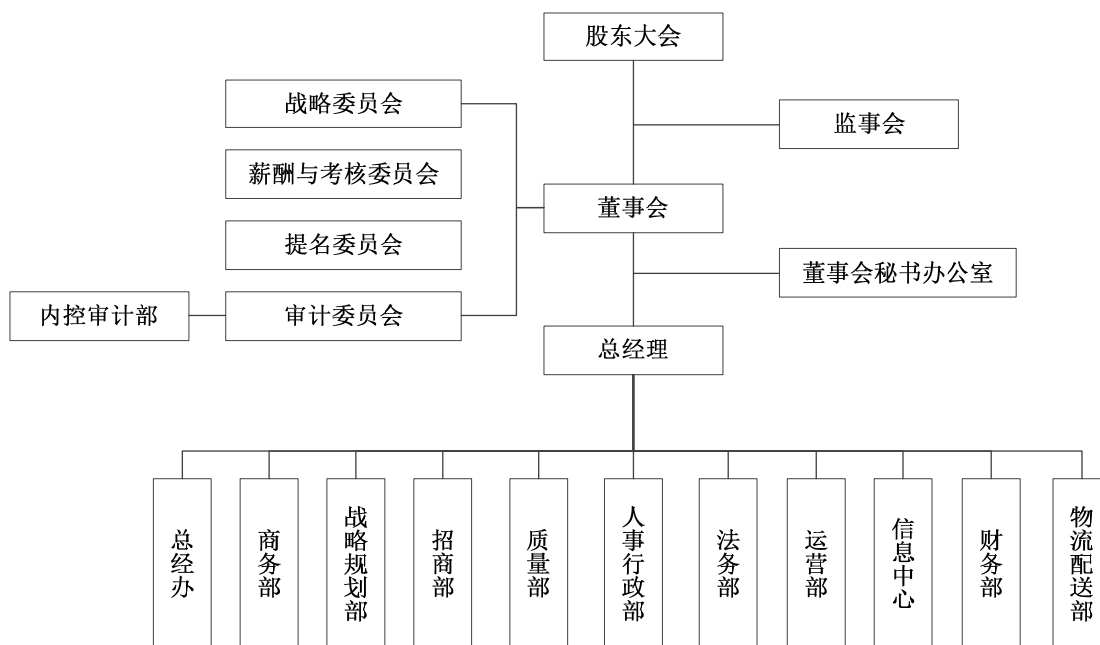 股东大会
战略委员会
监事会
薪酬与考核委员会
董事会
提名委员会
董事会秘书办公室
内控审计部
审计委员会
总经理
总经办
商务部
战略规划部
招商部
质量部
人事行政部
法务部
运营部
信息中心
财务部
物流配送部